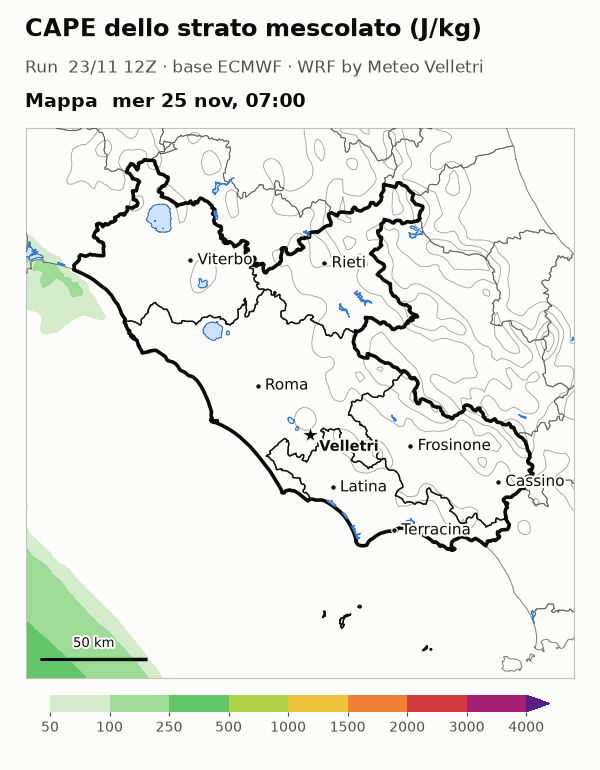 CAPE dello strato mescolato (J/kg)
Run  23/11 12Z · base ECMWF · WRF by Meteo Velletri
Mappa  mer 25 nov, 07:00
Viterbo
Rieti
Roma
Velletri
Frosinone
Cassino
Latina
Terracina
50 km
50 100 250 500 1000 1500 2000 3000 4000